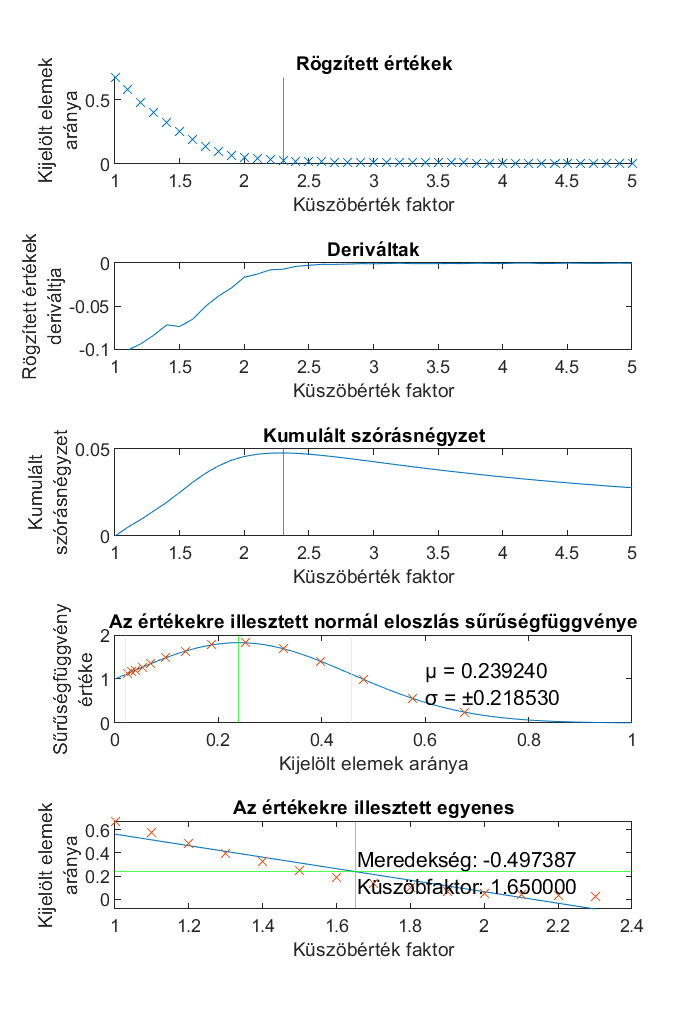 Rögzített értékek
Kijelölt elemek
aránya
0.5
0
1 1.5 2 2.5 3 3.5 4 4.5 5
Küszöbérték faktor
Deriváltak
Rögzített értékek
deriváltja
0
-0.05
-0.1
1 1.5 2 2.5 3 3.5 4 4.5 5
Küszöbérték faktor
Kumulált szórásnégyzet
Kumulált
szórásnégyzet
0.05
0
1 1.5 2 2.5 3 3.5 4 4.5 5
Küszöbérték faktor
Az értékekre illesztett normál eloszlás sűrűségfüggvénye
Sűrűségfüggvény
értéke
2
1
0
μ = 0.239240
σ = ±0.218530
0 0.2 0.4 0.6 0.8 1
Kijelölt elemek aránya
Az értékekre illesztett egyenes
Kijelölt elemek
aránya
0.6
0.4
0.2
0
Meredekség: -0.497387
Küszöbfaktor: 1.650000
1 1.2 1.4 1.6 1.8 2 2.2 2.4
Küszöbérték faktor